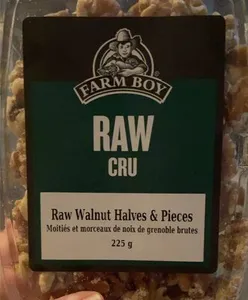 FARM BOY
RAW
CRU
Raw Walnut Halves & Pieces
Moitiés et morceaux de noix de grenoble brutes
225 g